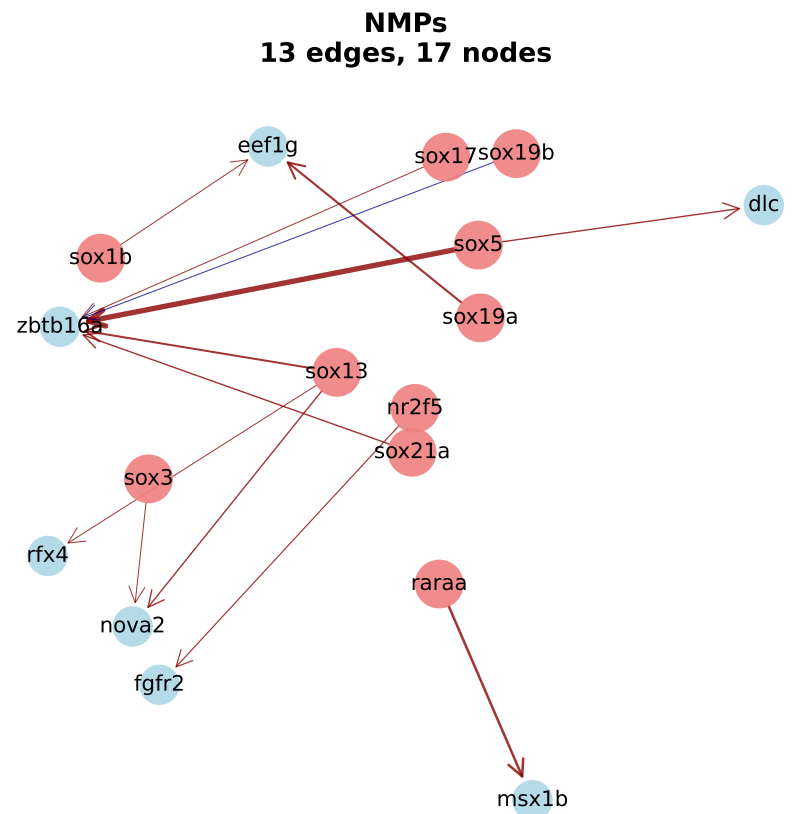 NMPs
13 edges, 17 nodes
eef1g
sox17
sox19b
dlc
sox5
sox1b
sox19a
zbtb16a
sox13
nr2f5
sox21a
sox3
rfx4
raraa
nova2
fgfr2
msx1b